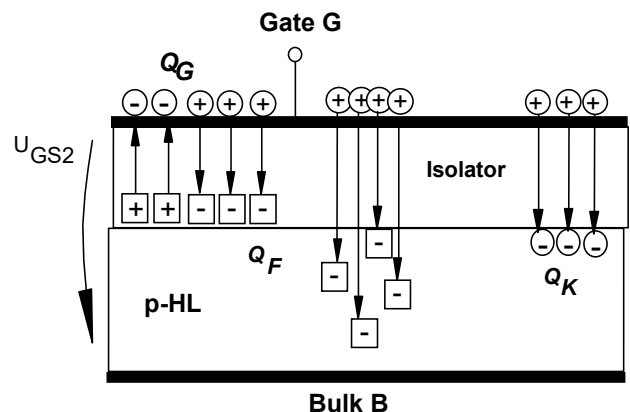 Gate G
Q_G
- - + + + + + + + + + +
U_GS2
Isolator
+ + - - -
-
- - -
Q_F
- - -
Q_K
p-HL
Bulk B